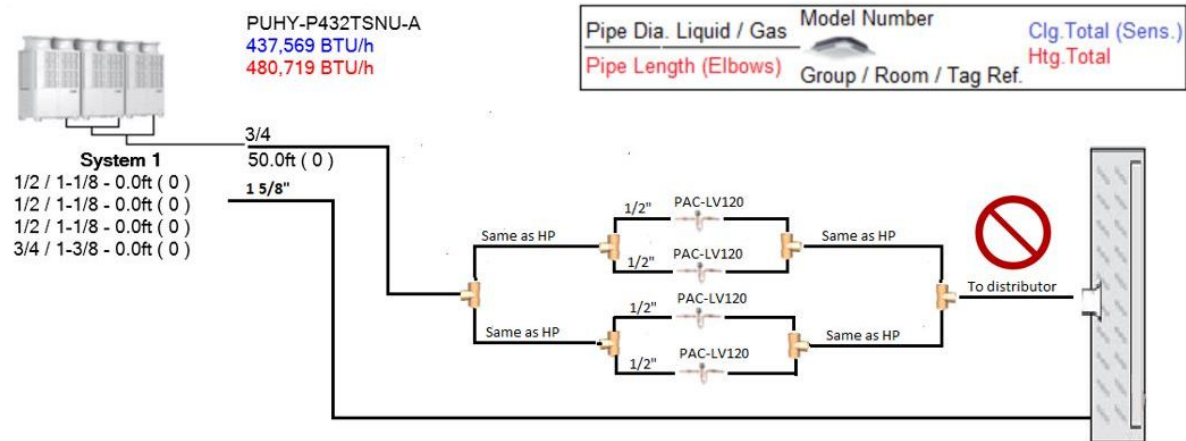 PUHY-P432TSNU-A
437,569 BTU/h
480,719 BTU/h
Pipe Dia. Liquid / Gas
Pipe Length (Elbows)
Model Number
Group / Room / Tag Ref.
Clg.Total (Sens.)
Htg.Total
System 1
1/2 / 1-1/8 - 0.0ft ( 0 )
1/2 / 1-1/8 - 0.0ft ( 0 )
1/2 / 1-1/8 - 0.0ft ( 0 )
3/4 / 1-3/8 - 0.0ft ( 0 )
3/4
50.0ft ( 0 )
1 5/8"
Same as HP
1/2"
PAC-LV120
1/2"
PAC-LV120
Same as HP
Same as HP
1/2"
PAC-LV120
1/2"
PAC-LV120
Same as HP
To distributor